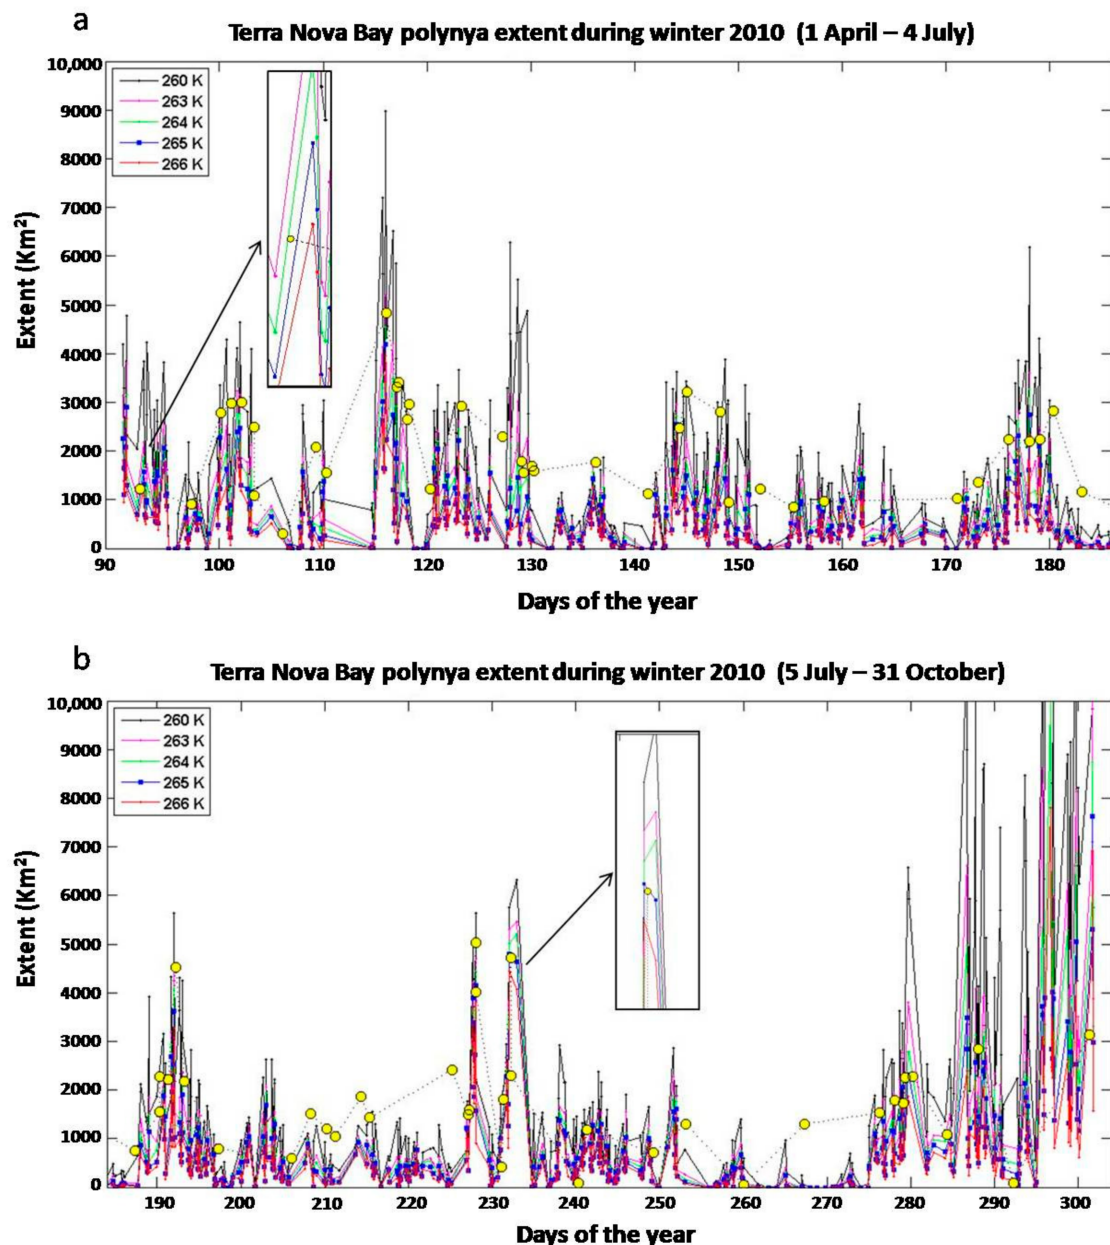 a
Terra Nova Bay polynya extent during winter 2010 (1 April – 4 July)
10,000
9000
8000
7000
6000
5000
4000
3000
2000
1000
0
Extent (Km²)
260 K
263 K
264 K
265 K
266 K
90 100 110 120 130 140 150 160 170 180
Days of the year
b
Terra Nova Bay polynya extent during winter 2010 (5 July – 31 October)
10,000
9000
8000
7000
6000
5000
4000
3000
2000
1000
0
Extent (Km²)
260 K
263 K
264 K
265 K
266 K
190 200 210 220 230 240 250 260 270 280 290 300
Days of the year